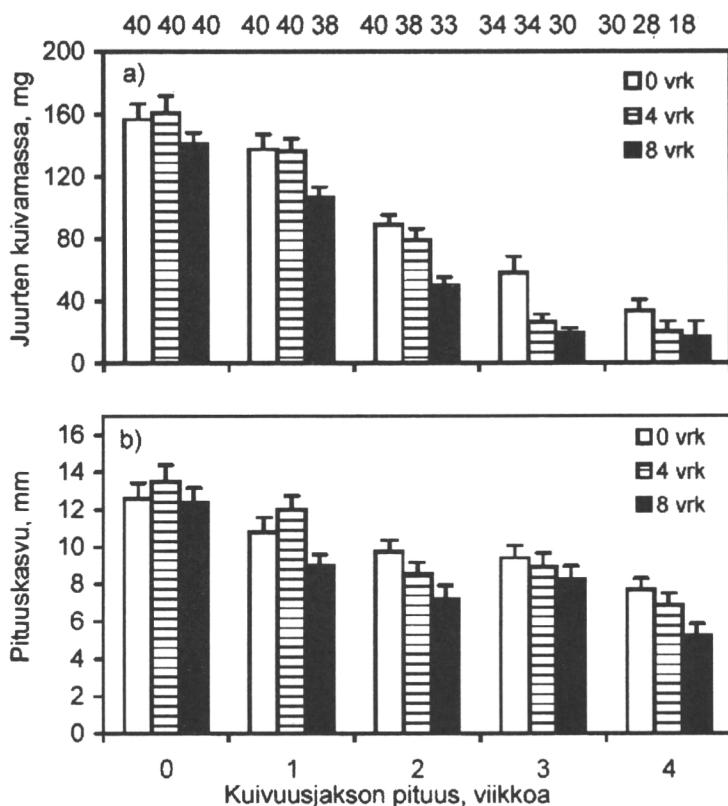 40 40 40 40 40 38 40 38 33 34 34 30 30 28 18
200
a)
0 vrk
160
4 vrk
8 vrk
120
80
40
0
Juurten kuivamassa, mg
16
b)
0 vrk
14
4 vrk
12
8 vrk
10
8
6
4
2
0
Pituuskasvu, mm
0 1 2 3 4
Kuivuusjakson pituus, viikkoa